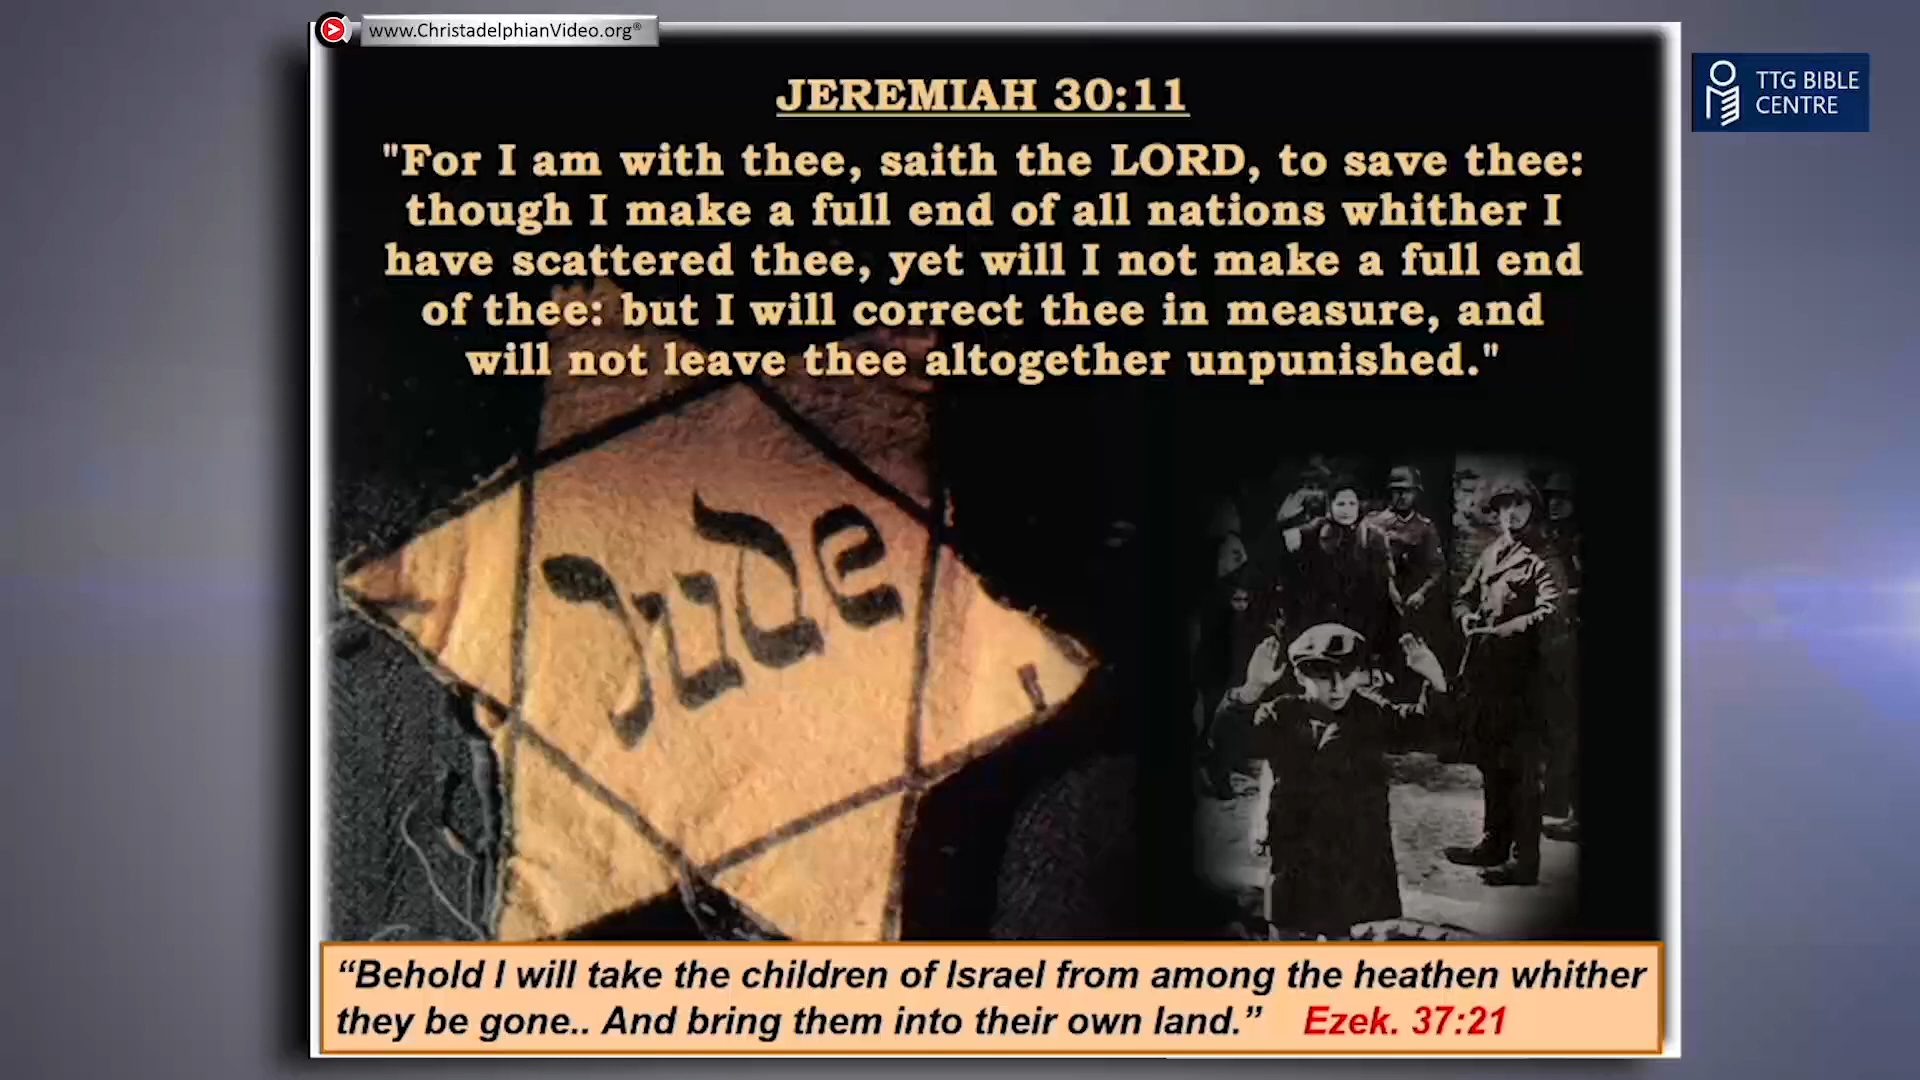 www.ChristadelphianVideo.org®
TTG BIBLE
CENTRE
JEREMIAH 30:11
"For I am with thee, saith the LORD, to save thee:
though I make a full end of all nations whither I
have scattered thee, yet will I not make a full end
of thee: but I will correct thee in measure, and
will not leave thee altogether unpunished."
Jude
“Behold I will take the children of Israel from among the heathen whither
they be gone.. And bring them into their own land.” Ezek. 37:21